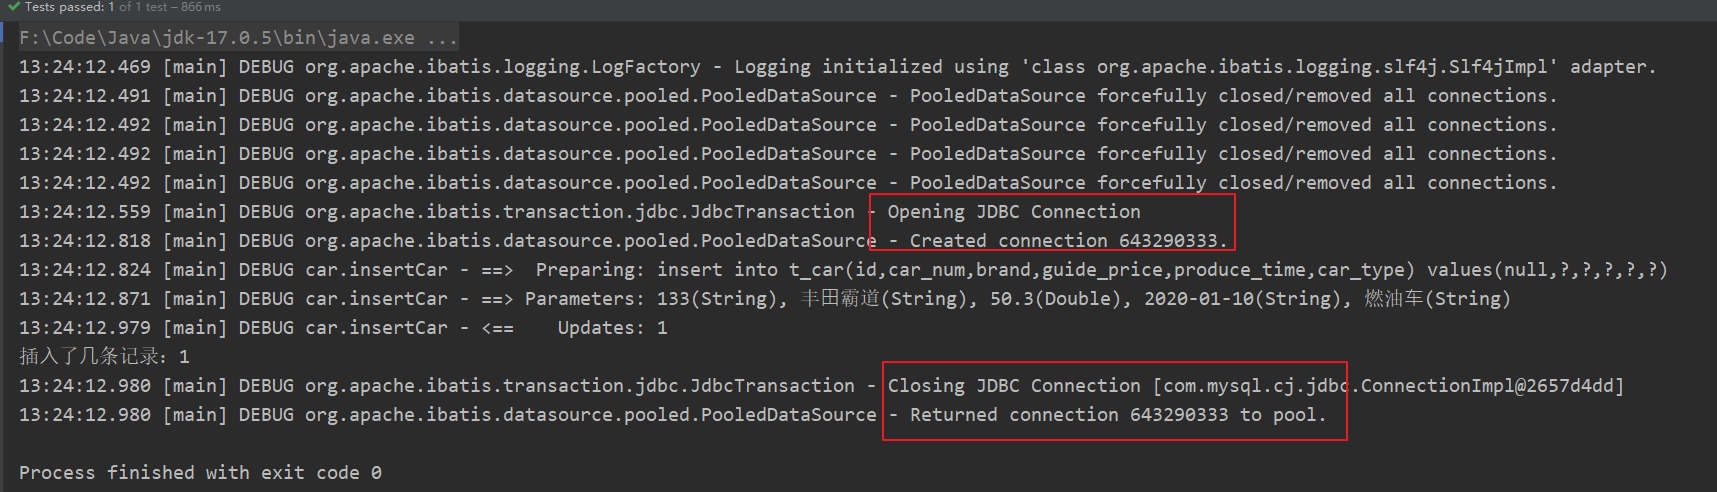 Tests passed: 1 of 1 test – 866 ms
F:\Code\Java\jdk-17.0.5\bin\java.exe ...
13:24:12.469 [main] DEBUG org.apache.ibatis.logging.LogFactory - Logging initialized using 'class org.apache.ibatis.logging.slf4j.Slf4jImpl' adapter.
13:24:12.491 [main] DEBUG org.apache.ibatis.datasource.pooled.PooledDataSource - PooledDataSource forcefully closed/removed all connections.
13:24:12.492 [main] DEBUG org.apache.ibatis.datasource.pooled.PooledDataSource - PooledDataSource forcefully closed/removed all connections.
13:24:12.492 [main] DEBUG org.apache.ibatis.datasource.pooled.PooledDataSource - PooledDataSource forcefully closed/removed all connections.
13:24:12.492 [main] DEBUG org.apache.ibatis.datasource.pooled.PooledDataSource - PooledDataSource forcefully closed/removed all connections.
13:24:12.559 [main] DEBUG org.apache.ibatis.transaction.jdbc.JdbcTransaction - Opening JDBC Connection
13:24:12.818 [main] DEBUG org.apache.ibatis.datasource.pooled.PooledDataSource - Created connection 643290333.
13:24:12.824 [main] DEBUG car.insertCar - ==>  Preparing: insert into t_car(id,car_num,brand,guide_price,produce_time,car_type) values(null,?,?,?,?,?)
13:24:12.871 [main] DEBUG car.insertCar - ==> Parameters: 133(String), 丰田霸道(String), 50.3(Double), 2020-01-10(String), 燃油车(String)
13:24:12.979 [main] DEBUG car.insertCar - <==    Updates: 1
插入了几条记录：1
13:24:12.980 [main] DEBUG org.apache.ibatis.transaction.jdbc.JdbcTransaction - Closing JDBC Connection [com.mysql.cj.jdbc.ConnectionImpl@2657d4dd]
13:24:12.980 [main] DEBUG org.apache.ibatis.datasource.pooled.PooledDataSource - Returned connection 643290333 to pool.
Process finished with exit code 0